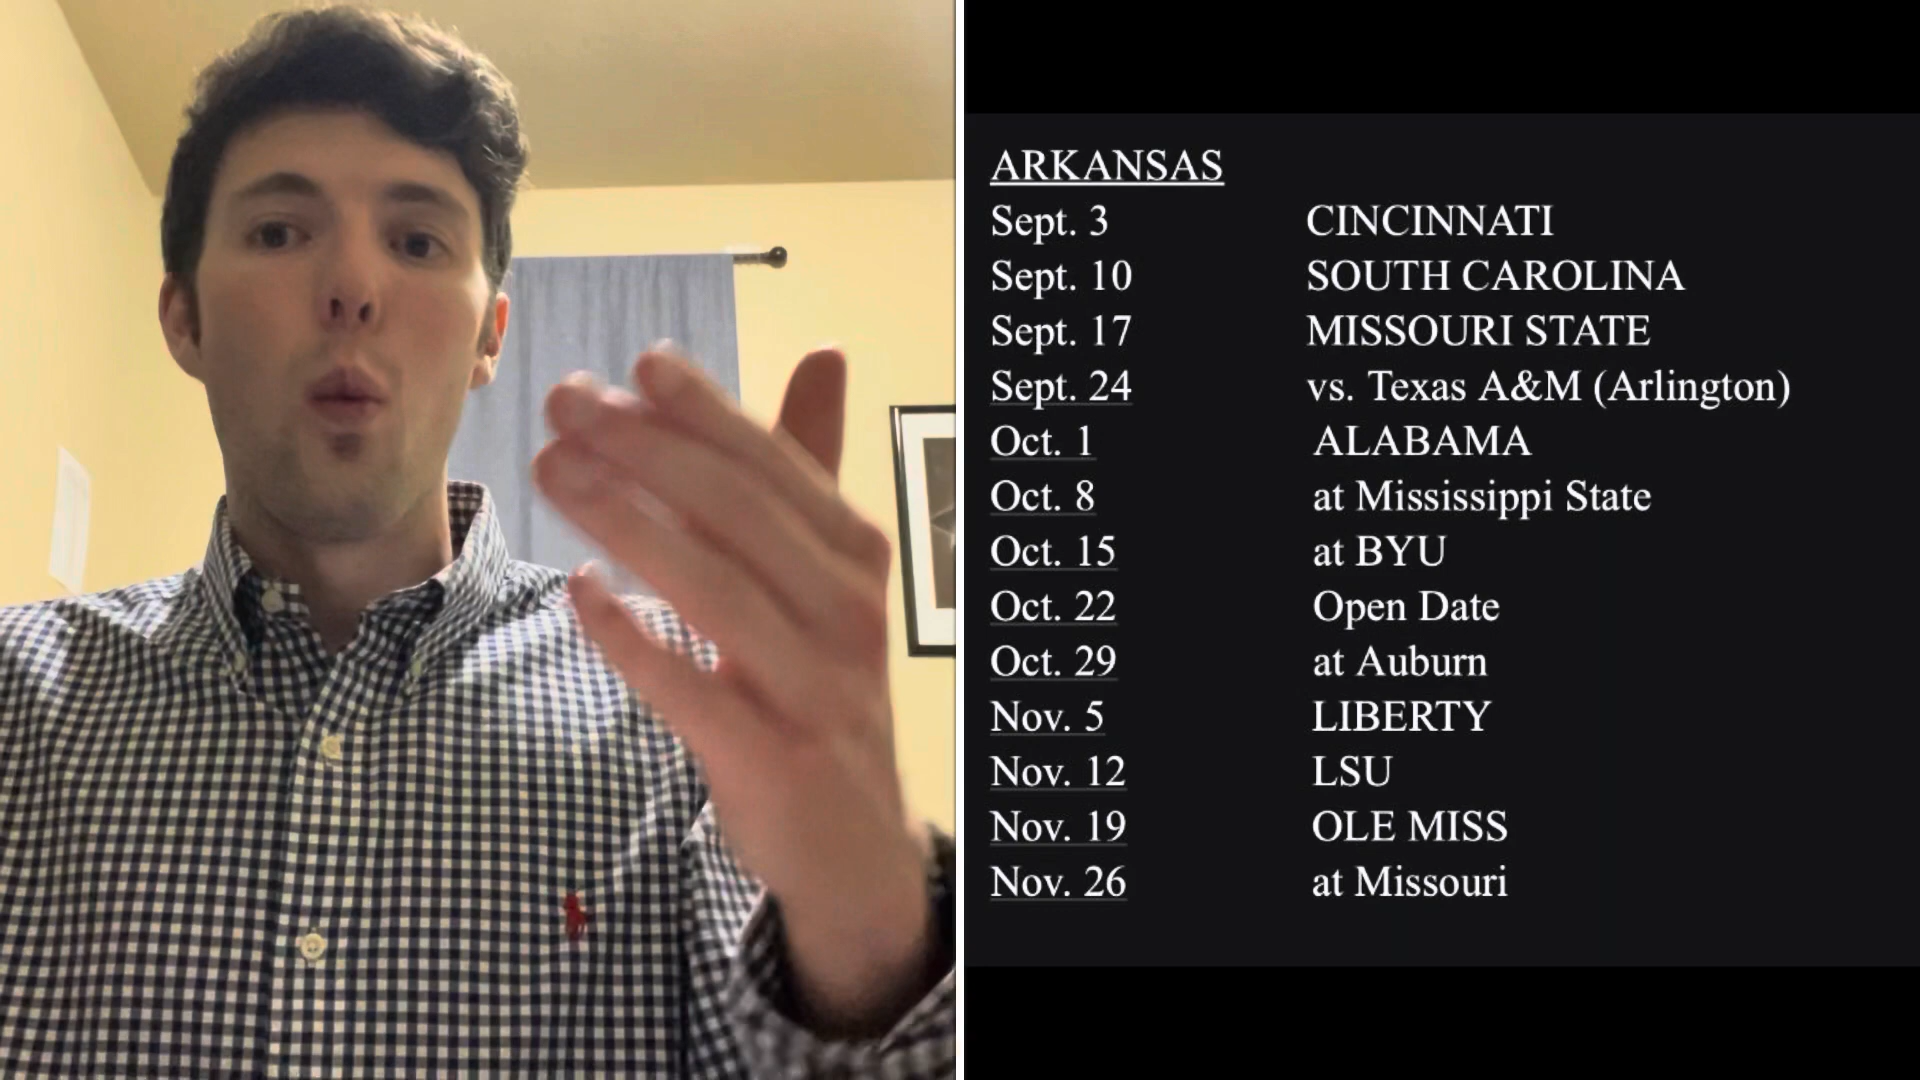 ARKANSAS
Sept. 3 CINCINNATI
Sept. 10 SOUTH CAROLINA
Sept. 17 MISSOURI STATE
Sept. 24 vs. Texas A&M (Arlington)
Oct. 1 ALABAMA
Oct. 8 at Mississippi State
Oct. 15 at BYU
Oct. 22 Open Date
Oct. 29 at Auburn
Nov. 5 LIBERTY
Nov. 12 LSU
Nov. 19 OLE MISS
Nov. 26 at Missouri